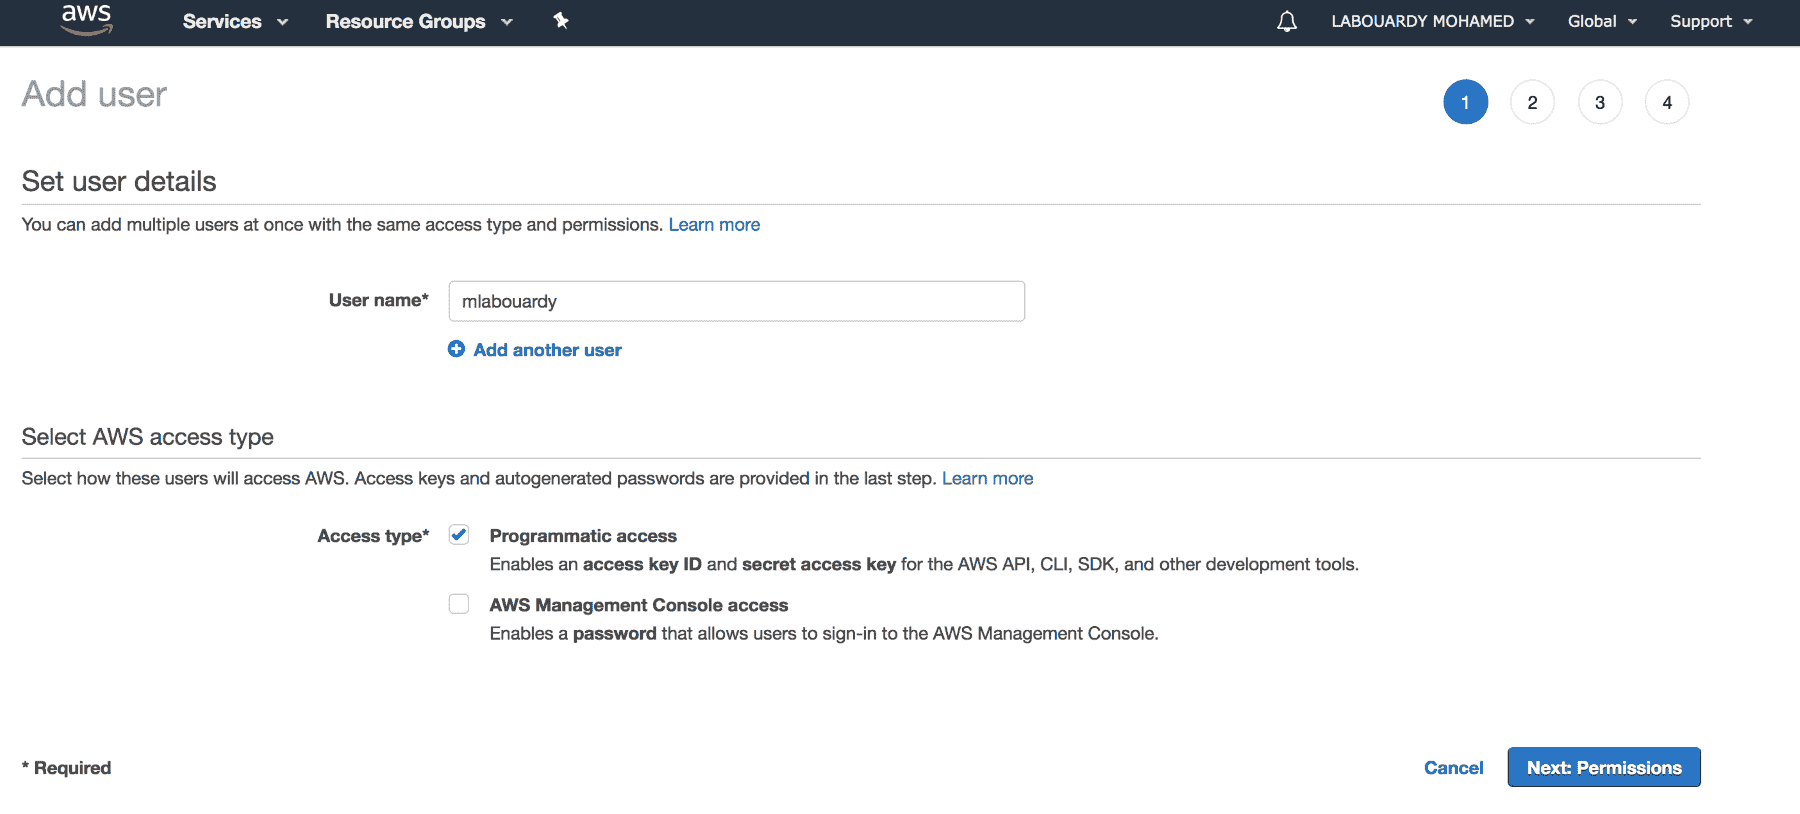 aws Services Resource Groups LABOUARDY MOHAMED Global Support
Add user
1 2 3 4
Set user details
You can add multiple users at once with the same access type and permissions. Learn more
User name* mlabouardy
Add another user
Select AWS access type
Select how these users will access AWS. Access keys and autogenerated passwords are provided in the last step. Learn more
Access type* Programmatic access
Enables an access key ID and secret access key for the AWS API, CLI, SDK, and other development tools.
AWS Management Console access
Enables a password that allows users to sign-in to the AWS Management Console.
* Required Cancel Next: Permissions